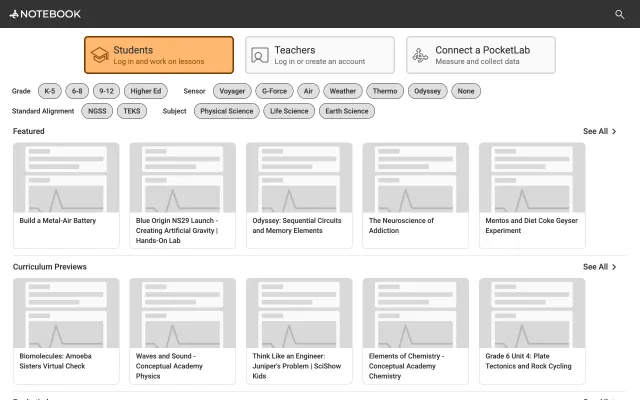 NOTEBOOK
Students
Log in and work on lessons
Teachers
Log in or create an account
Connect a PocketLab
Measure and collect data
Grade K-5 6-8 9-12 Higher Ed Sensor Voyager G-Force Air Weather Thermo Odyssey None
Standard Alignment NGSS TEKS Subject Physical Science Life Science Earth Science
Featured
See All
Build a Metal-Air Battery
Blue Origin NS29 Launch -
Creating Artificial Gravity |
Hands-On Lab
Odyssey: Sequential Circuits
and Memory Elements
The Neuroscience of
Addiction
Mentos and Diet Coke Geyser
Experiment
Curriculum Previews
See All
Biomolecules: Amoeba
Sisters Virtual Check
Waves and Sound -
Conceptual Academy
Physics
Think Like an Engineer:
Juniper's Problem | SciShow
Kids
Elements of Chemistry -
Conceptual Academy
Chemistry
Grade 6 Unit 4: Plate
Tectonics and Rock Cycling